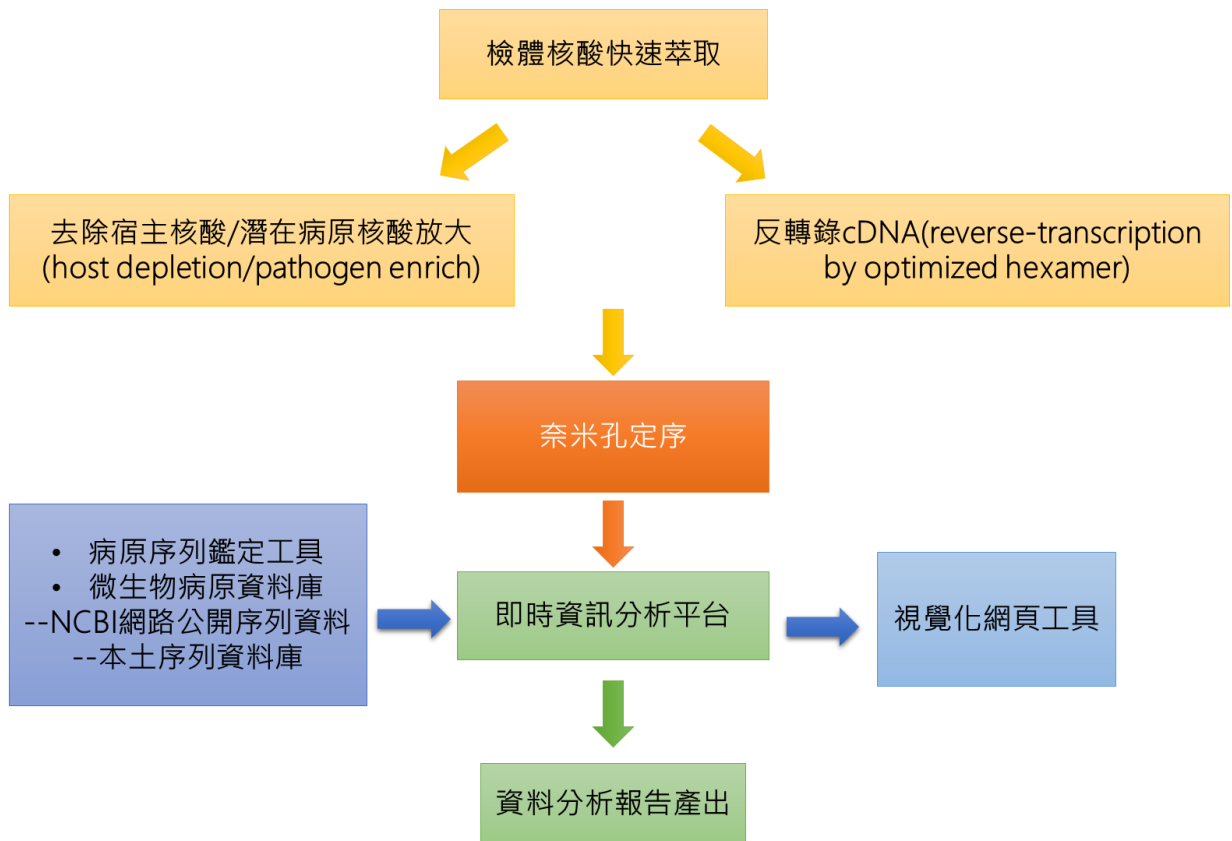 檢體核酸快速萃取
去除宿主核酸/潛在病原核酸放大
(host depletion/pathogen enrich)
反轉錄cDNA(reverse-transcription
by optimized hexamer)
奈米孔定序
• 病原序列鑑定工具
• 微生物病原資料庫
--NCBI網路公開序列資料
--本土序列資料庫
即時資訊分析平台
視覺化網頁工具
資料分析報告產出